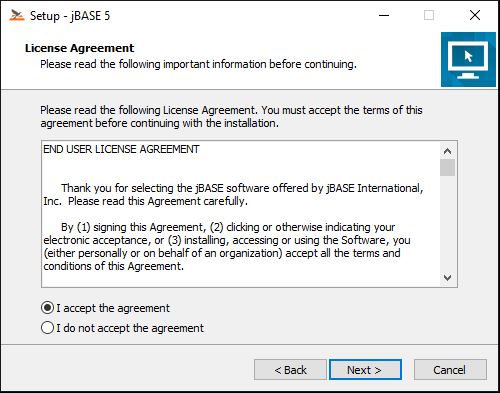 Setup - jBASE 5
License Agreement
Please read the following important information before continuing.
Please read the following License Agreement. You must accept the terms of this
agreement before continuing with the installation.
END USER LICENSE AGREEMENT
Thank you for selecting the jBASE software offered by jBASE International,
Inc. Please read this Agreement carefully.
By (1) signing this Agreement, (2) clicking or otherwise indicating your
electronic acceptance, or (3) installing, accessing or using the Software, you
(either personally or on behalf of an organization) accept all the terms and
conditions of this Agreement.
I accept the agreement
I do not accept the agreement
< Back
Next >
Cancel